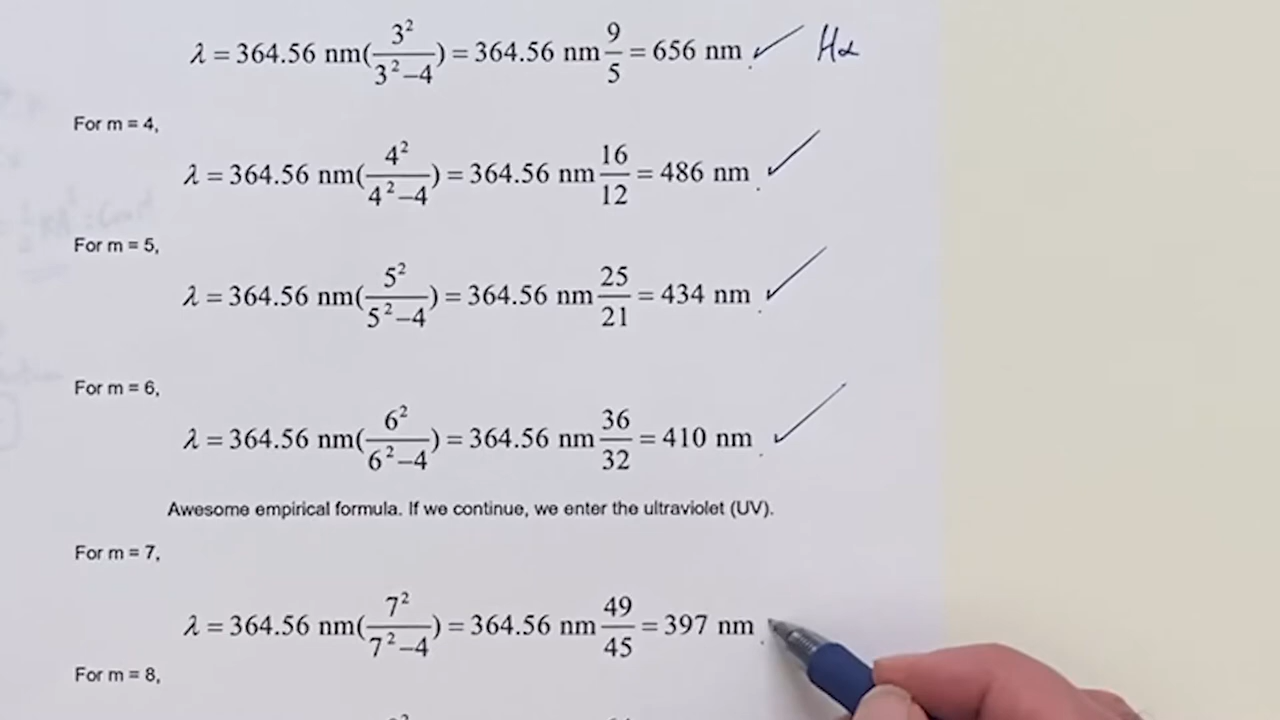 λ = 364.56 nm(3²/3²–4) = 364.56 nm 9/5 = 656 nm ✓ Hα
For m = 4,
λ = 364.56 nm(4²/4²–4) = 364.56 nm 16/12 = 486 nm ✓
For m = 5,
λ = 364.56 nm(5²/5²–4) = 364.56 nm 25/21 = 434 nm ✓
For m = 6,
λ = 364.56 nm(6²/6²–4) = 364.56 nm 36/32 = 410 nm ✓
Awesome empirical formula. If we continue, we enter the ultraviolet (UV).
For m = 7,
λ = 364.56 nm(7²/7²–4) = 364.56 nm 49/45 = 397 nm
For m = 8,